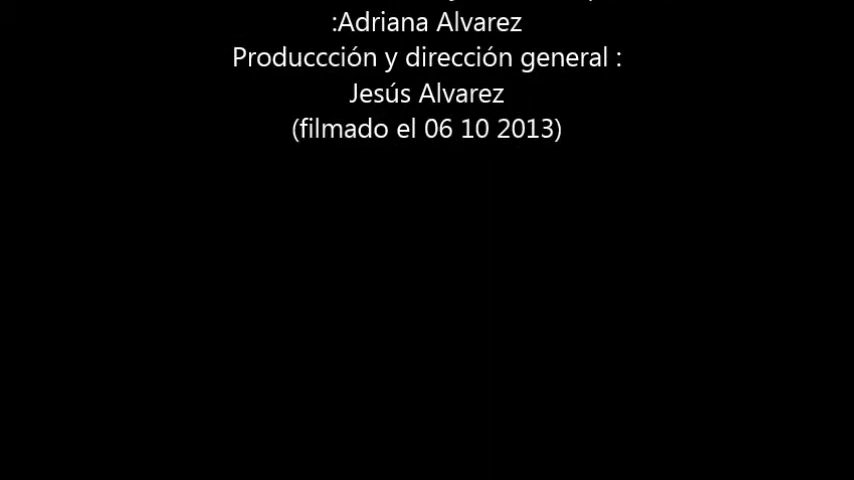 :Adriana Alvarez
Produccción y dirección general :
Jesús Alvarez
(filmado el 06 10 2013)